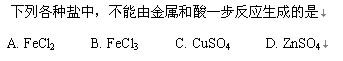 下列各种盐中，不能由金属和酸一步反应生成的是↓
A. FeCl₂ B. FeCl₃ C. CuSO₄ D. ZnSO₄↓